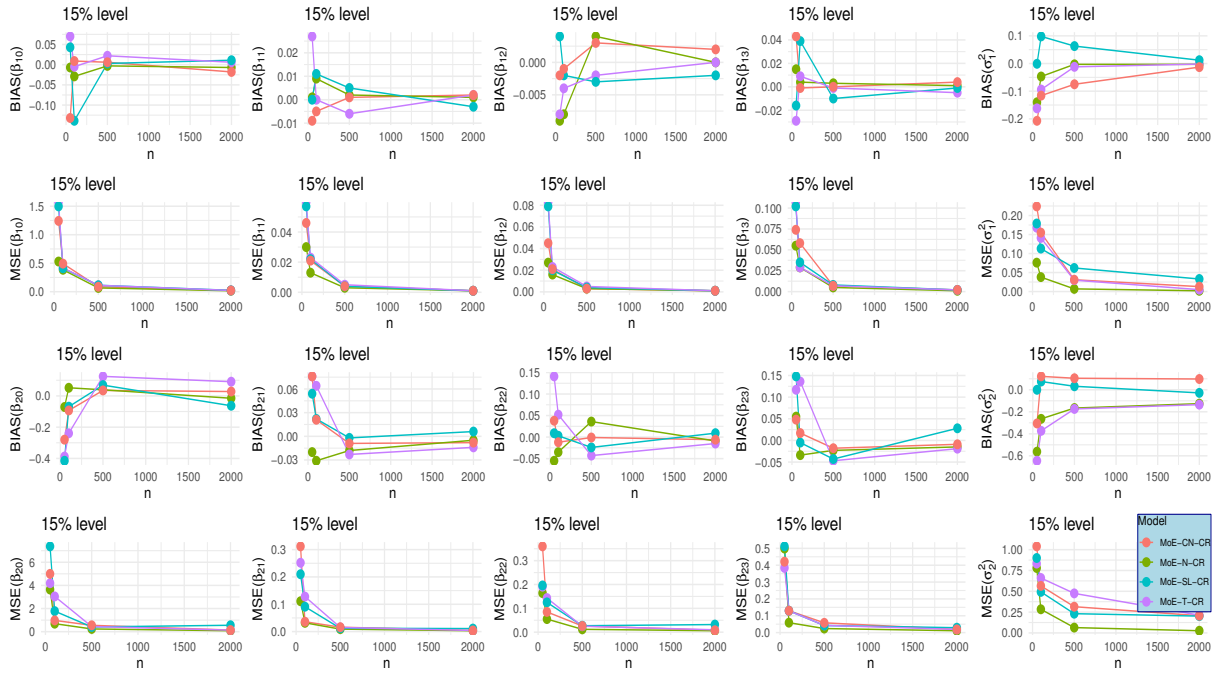 15% level
BIAS(β10)
0.05
0.00
−0.05
−0.10
0 500 1000 1500 2000
n
15% level
BIAS(β11)
0.02
0.01
0.00
−0.01
0 500 1000 1500 2000
n
15% level
BIAS(β12)
0.000
−0.005
0 500 1000 1500 2000
n
15% level
BIAS(β13)
0.04
0.02
0.00
−0.02
0 500 1000 1500 2000
n
15% level
BIAS(σ²1)
0.1
0.0
−0.1
−0.2
0 500 1000 1500 2000
n
15% level
MSE(β10)
1.5
1.0
0.5
0.0
0 500 1000 1500 2000
n
15% level
MSE(β11)
0.04
0.02
0.00
0 500 1000 1500 2000
n
15% level
MSE(β12)
0.08
0.06
0.04
0.02
0.00
0 500 1000 1500 2000
n
15% level
MSE(β13)
0.100
0.075
0.050
0.025
0.000
0 500 1000 1500 2000
n
15% level
MSE(σ²1)
0.20
0.15
0.10
0.05
0.00
0 500 1000 1500 2000
n
15% level
BIAS(β20)
0.0
−0.2
−0.4
0 500 1000 1500 2000
n
15% level
BIAS(β21)
0.06
0.03
0.00
−0.03
0 500 1000 1500 2000
n
15% level
BIAS(β22)
0.15
0.10
0.05
0.00
−0.05
0 500 1000 1500 2000
n
15% level
BIAS(β23)
0.15
0.10
0.05
0.00
−0.05
0 500 1000 1500 2000
n
15% level
BIAS(σ²2)
0.0
−0.2
−0.4
−0.6
0 500 1000 1500 2000
n
15% level
MSE(β20)
6
4
2
0
0 500 1000 1500 2000
n
15% level
MSE(β21)
0.3
0.2
0.1
0.0
0 500 1000 1500 2000
n
15% level
MSE(β22)
0.3
0.2
0.1
0.0
0 500 1000 1500 2000
n
15% level
MSE(β23)
0.5
0.4
0.3
0.2
0.1
0.0
0 500 1000 1500 2000
n
15% level
MSE(σ²2)
1.00
0.75
0.50
0.25
0.00
0 500 1000 1500 2000
n
Model
MoE−CN−CR
MoE−N−CR
MoE−SL−CR
MoE−T−CR